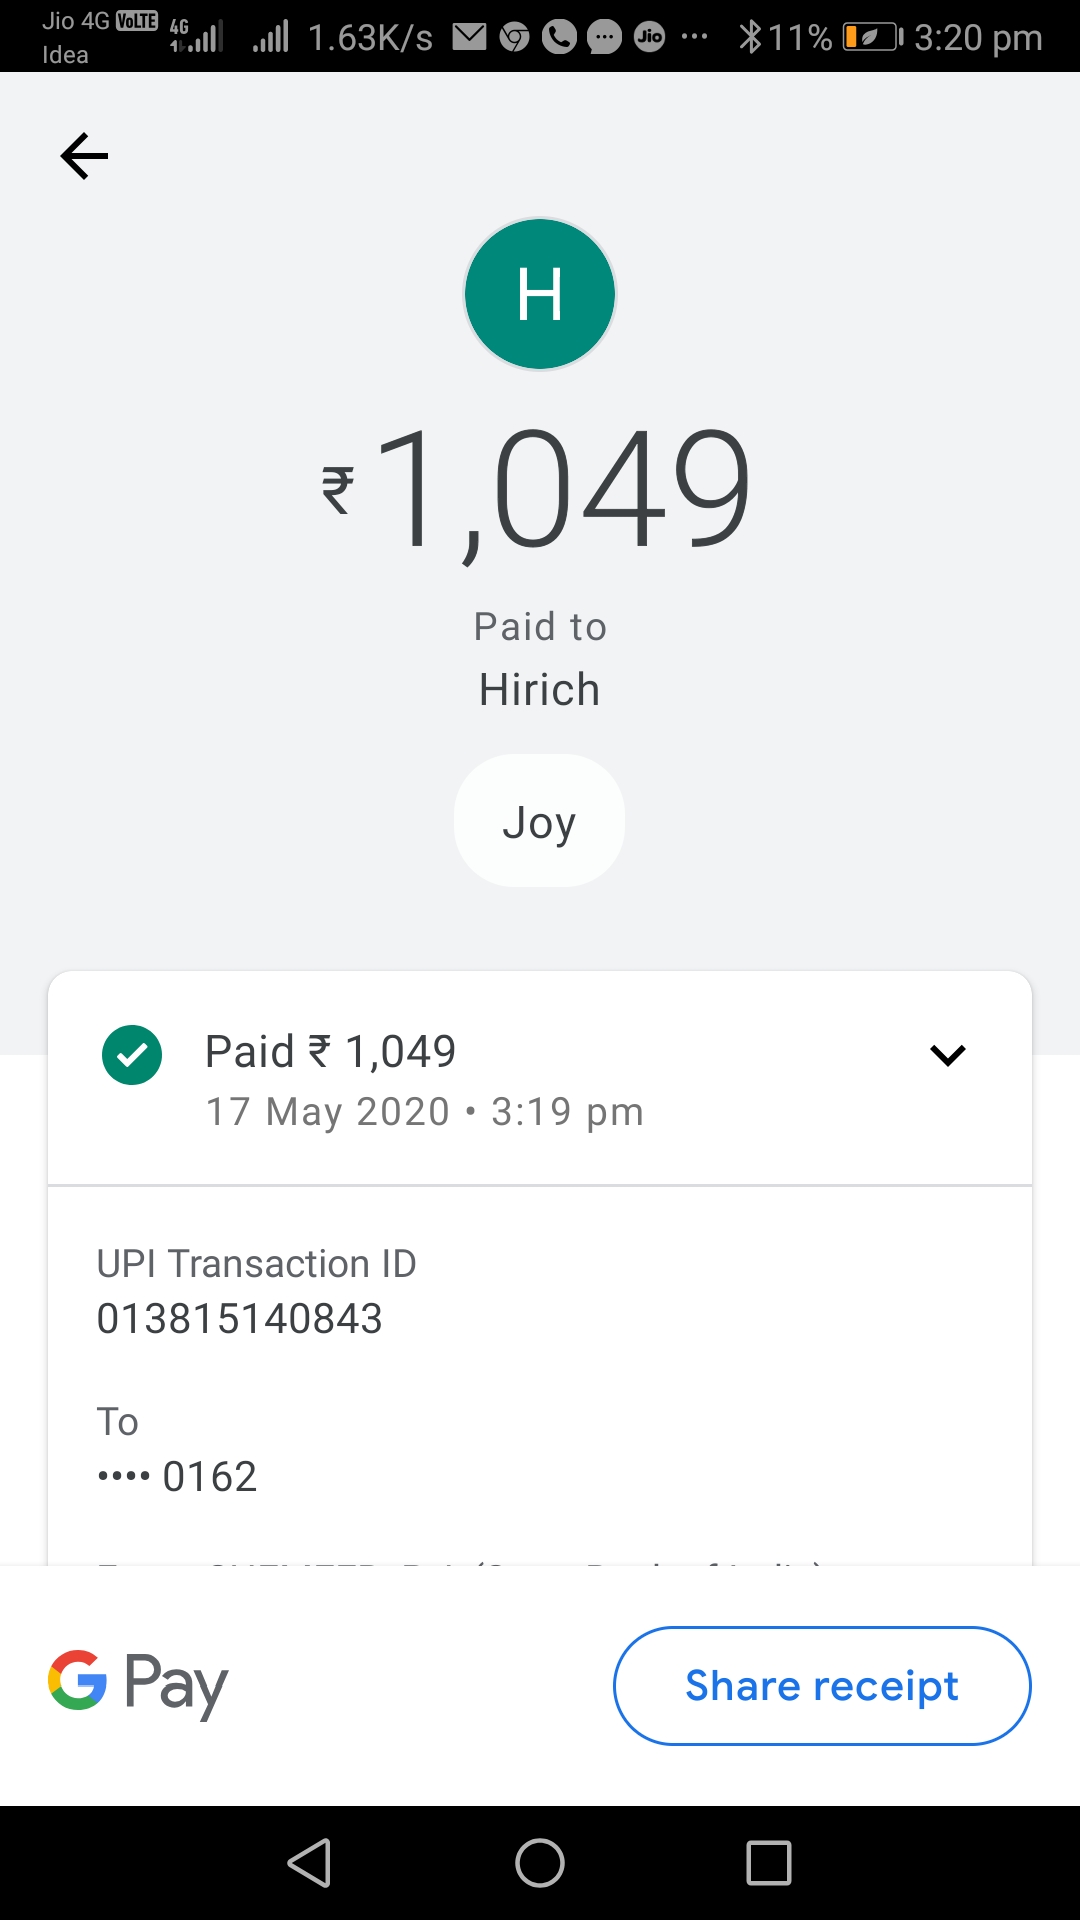 Jio 4G VoLTE
Idea
4G
1.63K/s
Jio
11%
3:20 pm
H
₹1,049
Paid to
Hirich
Joy
Paid ₹ 1,049
17 May 2020 • 3:19 pm
UPI Transaction ID
013815140843
To
•••• 0162
G Pay
Share receipt